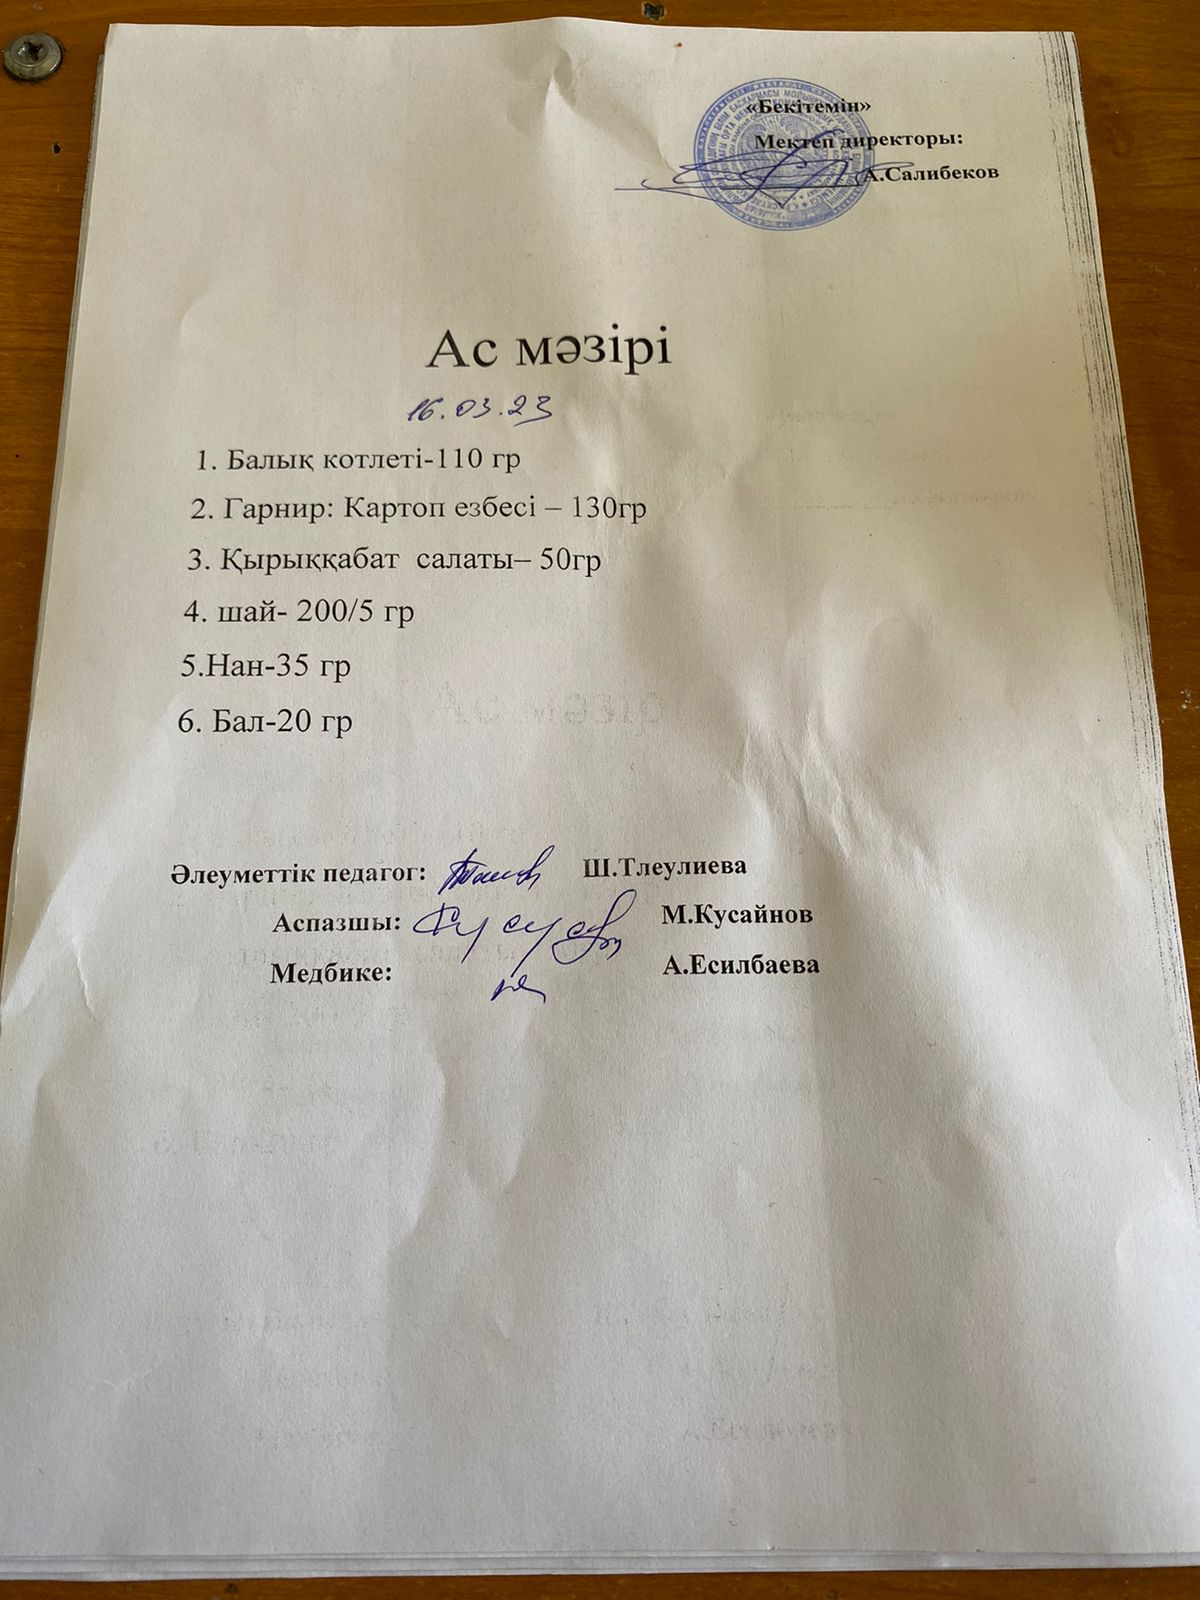 «Бекітемін»
Мектеп директоры:
А.Салибеков
Ас мәзірі
16.03.23
1. Балық котлеті-110 гр
2. Гарнир: Картоп езбесі – 130гр
3. Қырыққабат салаты– 50гр
4. шай- 200/5 гр
5.Нан-35 гр
6. Бал-20 гр
Әлеуметтік педагог: Ш.Тлеулиева
Аспазшы: М.Кусайнов
Медбике: А.Есилбаева